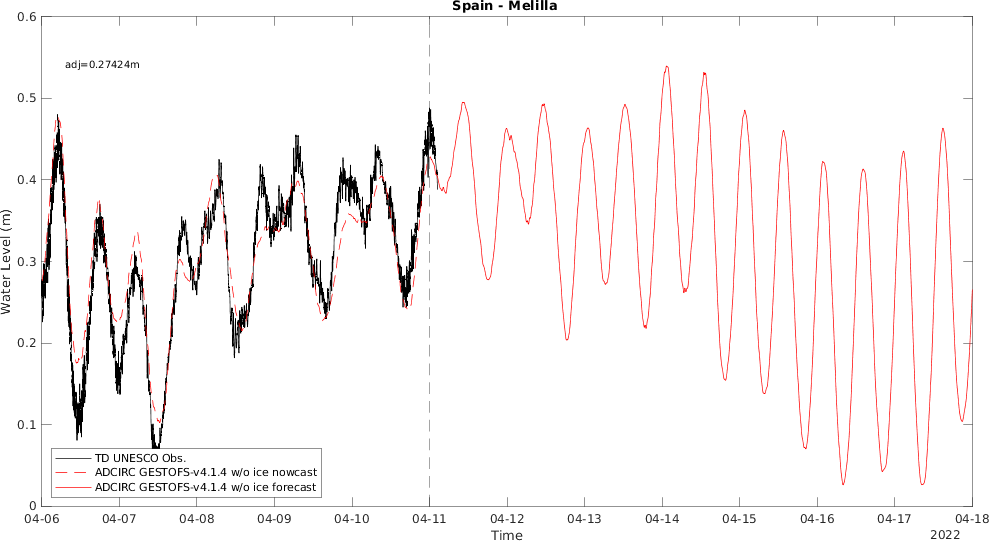 Spain - Melilla
adj=0.27424m
Water Level (m)
0.6
0.5
0.4
0.3
0.2
0.1
0
TD UNESCO Obs.
ADCIRC GESTOFS-v4.1.4 w/o ice nowcast
ADCIRC GESTOFS-v4.1.4 w/o ice forecast
04-06 04-07 04-08 04-09 04-10 04-11 04-12 04-13 04-14 04-15 04-16 04-17 04-18
Time
2022